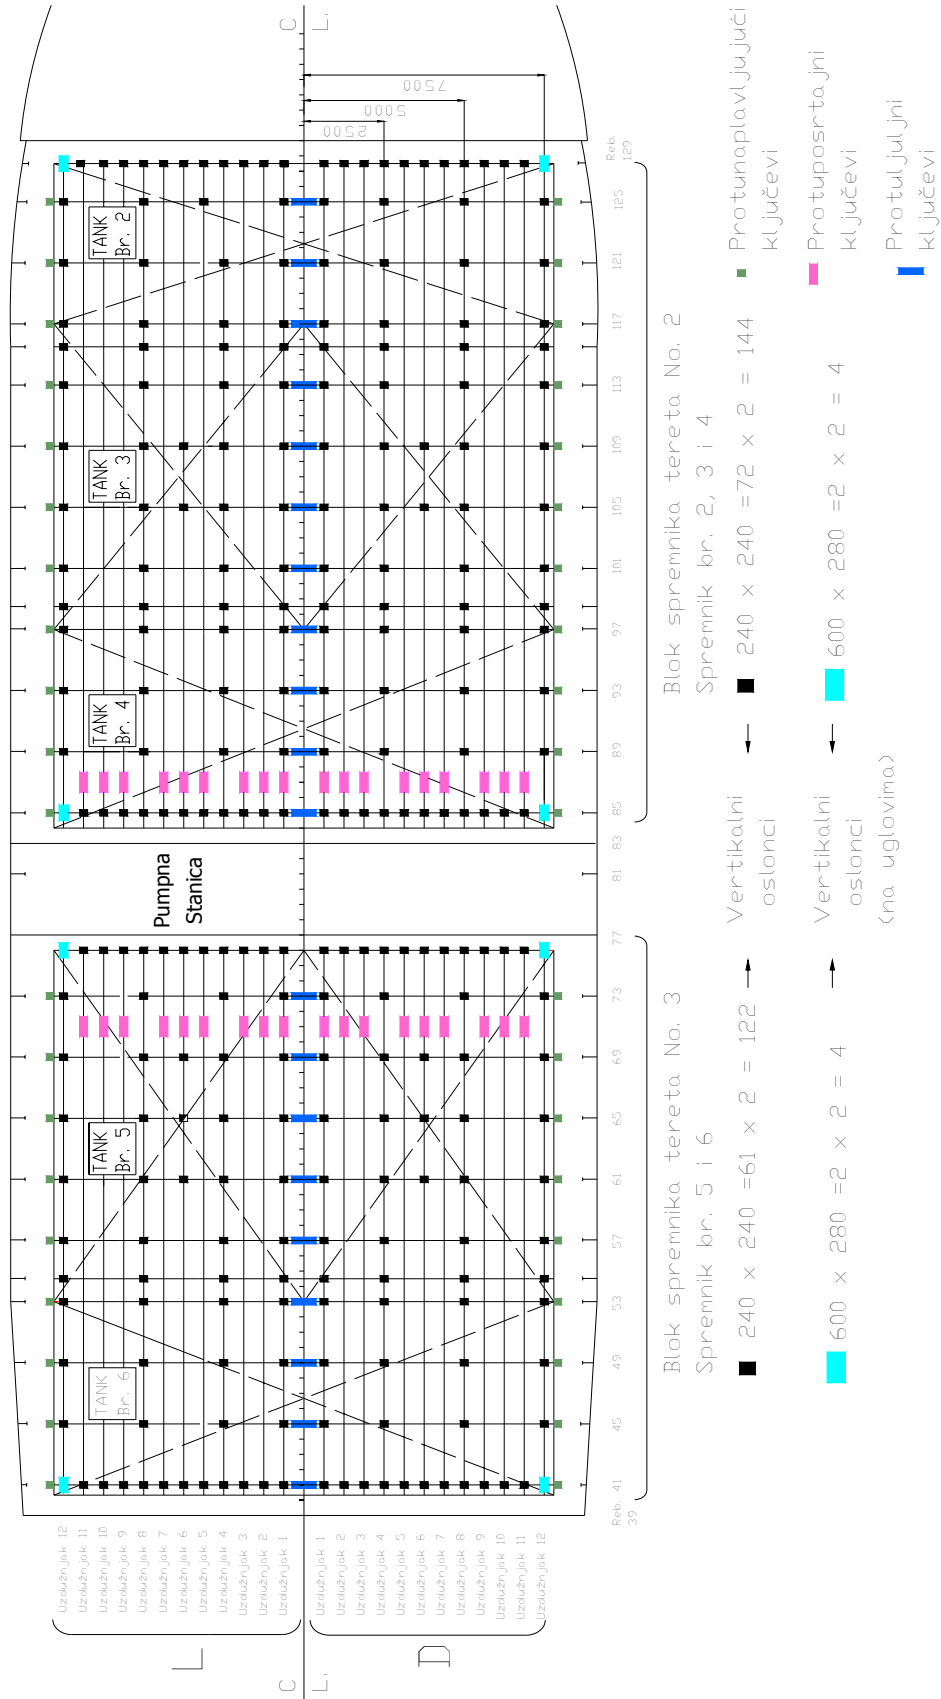 C
L.
7500
5000
2500
Reb.
129
125
121
117
113
109
105
101
97
93
89
85
83
81
77
73
69
65
61
57
53
49
45
Reb. 41
39
TANK
Br. 2
TANK
Br. 3
TANK
Br. 4
Pumpna
Stanica
TANK
Br. 5
TANK
Br. 6
Uzdužnjak 12
Uzdužnjak 11
Uzdužnjak 10
Uzdužnjak 9
Uzdužnjak 8
Uzdužnjak 7
Uzdužnjak 6
Uzdužnjak 5
Uzdužnjak 4
Uzdužnjak 3
Uzdužnjak 2
Uzdužnjak 1
Uzdužnjak 1
Uzdužnjak 2
Uzdužnjak 3
Uzdužnjak 4
Uzdužnjak 5
Uzdužnjak 6
Uzdužnjak 7
Uzdužnjak 8
Uzdužnjak 9
Uzdužnjak 10
Uzdužnjak 11
Uzdužnjak 12
L
D
C
L.
Blok spremnika tereta No. 3
Spremnik br. 5 i 6
240 x 240 =61 x 2 = 122
600 x 280 =2 x 2 = 4
Vertikalni
oslonci
Vertikalni
oslonci
(na uglovima)
Blok spremnika tereta No. 2
Spremnik br. 2, 3 i 4
240 x 240 =72 x 2 = 144
600 x 280 =2 x 2 = 4
Protunaplavljujući
ključevi
Protuposrtajni
ključevi
Protuljuljni
ključevi